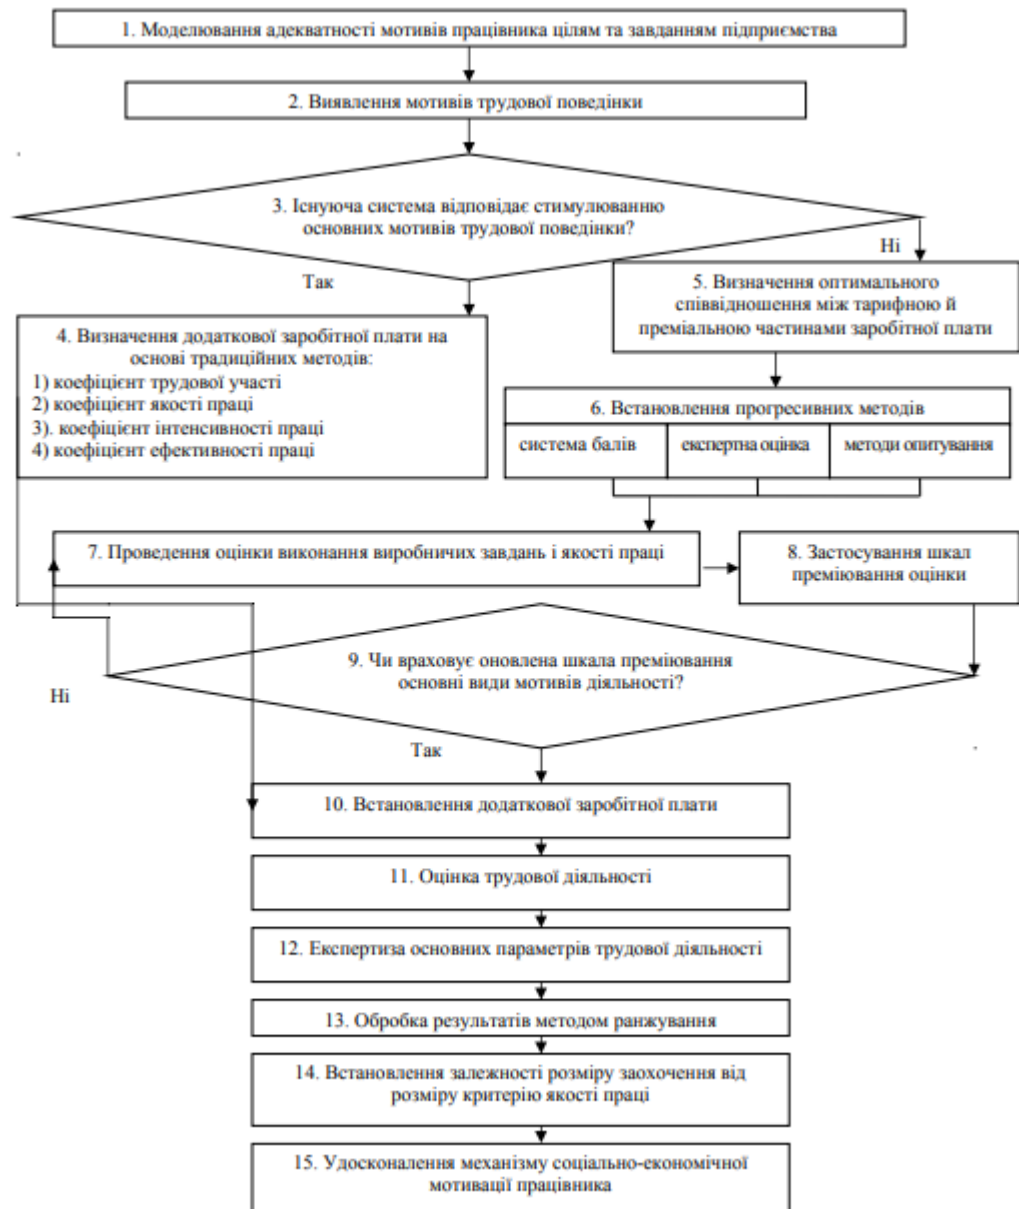 1. Моделювання адекватності мотивів працівника цілям та завданням підприємства
2. Виявлення мотивів трудової поведінки
3. Існуюча система відповідає стимулюванню
основних мотивів трудової поведінки?
Ні
Так
5. Визначення оптимального
співвідношення між тарифною й
преміальною частинами заробітної плати
4. Визначення додаткової заробітної плати на
основі традиційних методів:
1) коефіцієнт трудової участі
2) коефіцієнт якості праці
3). коефіцієнт інтенсивності праці
4) коефіцієнт ефективності праці
6. Встановлення прогресивних методів
система балів
експертна оцінка
методи опитування
7. Проведення оцінки виконання виробничих завдань і якості праці
8. Застосування шкал
преміювання оцінки
9. Чи враховує оновлена шкала преміювання
основні види мотивів діяльності?
Ні
Так
10. Встановлення додаткової заробітної плати
11. Оцінка трудової діяльності
12. Експертиза основних параметрів трудової діяльності
13. Обробка результатів методом ранжування
14. Встановлення залежності розміру заохочення від
розміру критерію якості праці
15. Удосконалення механізму соціально-економічної
мотивації працівника